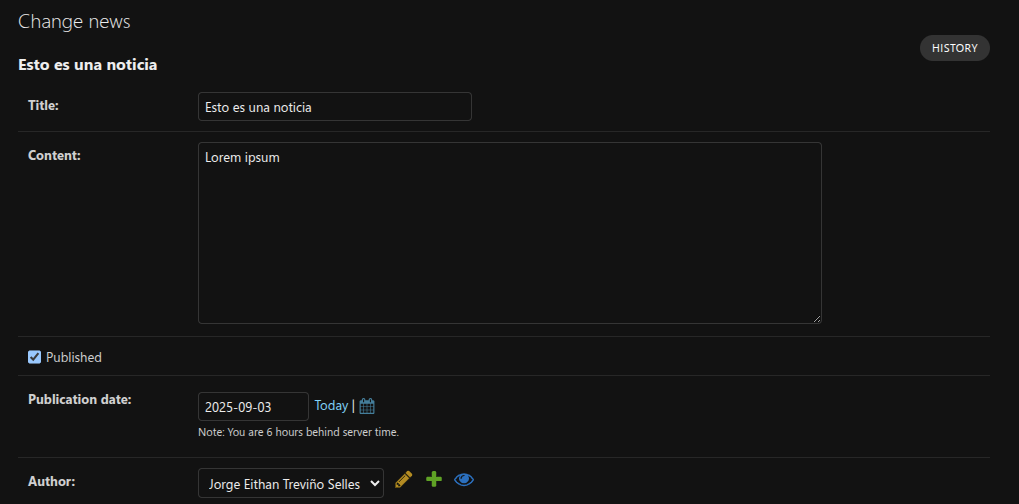 Change news
HISTORY
Esto es una noticia
Title:
Esto es una noticia
Content:
Lorem ipsum
Published
Publication date:
2025-09-03
Today |
Note: You are 6 hours behind server time.
Author:
Jorge Eithan Treviño Selles